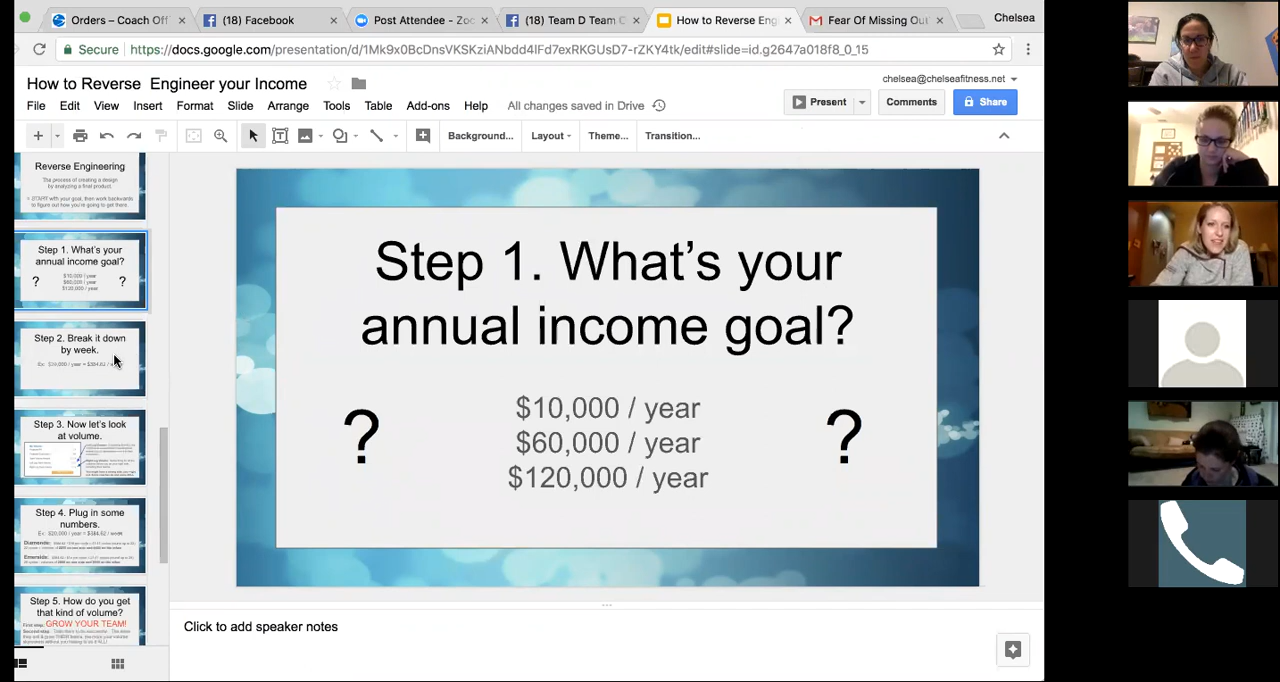 Orders – Coach Off
(18) Facebook
Post Attendee - Zoo
(18) Team D Team C
How to Reverse Eng
Fear Of Missing Ou
Chelsea
Secure
https://docs.google.com/presentation/d/1Mk9x0BcDnsVKSKziANbdd4lFd7exRKGUsD7-rZKY4tk/edit#slide=id.g2647a018f8_0_15
How to Reverse Engineer your Income
chelsea@chelseafitness.net
File Edit View Insert Format Slide Arrange Tools Table Add-ons Help All changes saved in Drive
Present
Comments
Share
Background...
Layout
Theme...
Transition...
Reverse Engineering
The process of creating a design
by analyzing a final product.
START with your goal, then work backwards
to figure out how you're going to get there.
Step 1. What's your
annual income goal?
? $10,000 / year ?
$60,000 / year
$120,000 / year
Step 2. Break it down
by week.
Step 3. Now let's look
at volume.
Step 4. Plug in some
numbers.
Ex: $20,000 / year = $384.62 / week
Diamonds:
Emeralds:
Step 5. How do you get
that kind of volume?
First step: GROW YOUR TEAM!
Step 1. What's your
annual income goal?
$10,000 / year
? $60,000 / year ?
$120,000 / year
Click to add speaker notes